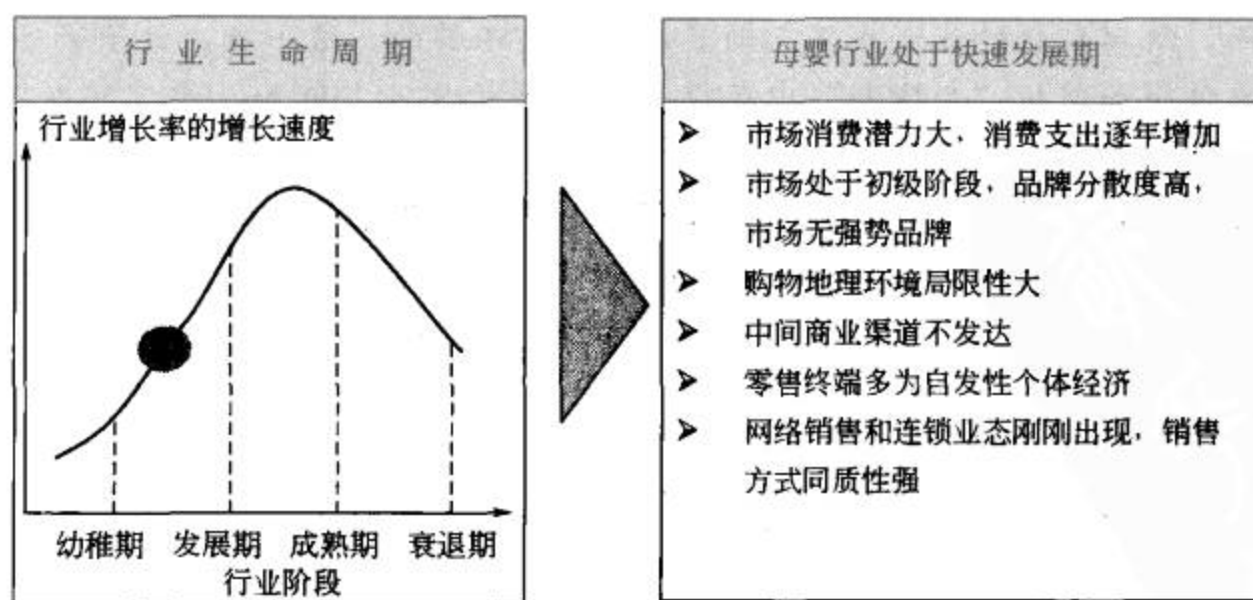 行业生命周期
行业增长率的增长速度
幼稚期 发展期 成熟期 衰退期
行业阶段
母婴行业处于快速发展期
➢ 市场消费潜力大，消费支出逐年增加
➢ 市场处于初级阶段，品牌分散度高，
市场无强势品牌
➢ 购物地理环境局限性大
➢ 中间商业渠道不发达
➢ 零售终端多为自发性个体经济
➢ 网络销售和连锁业态刚刚出现，销售
方式同质性强